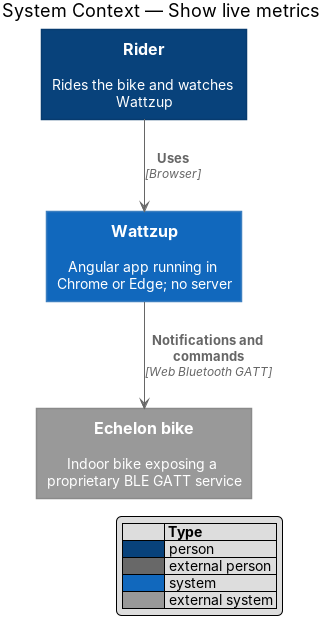 System Context — Show live metrics
Rider
Rides the bike and watches
Wattzup
Uses
[Browser]
Wattzup
Angular app running in
Chrome or Edge; no server
Notifications and
commands
[Web Bluetooth GATT]
Echelon bike
Indoor bike exposing a
proprietary BLE GATT service
Type
person
external person
system
external system